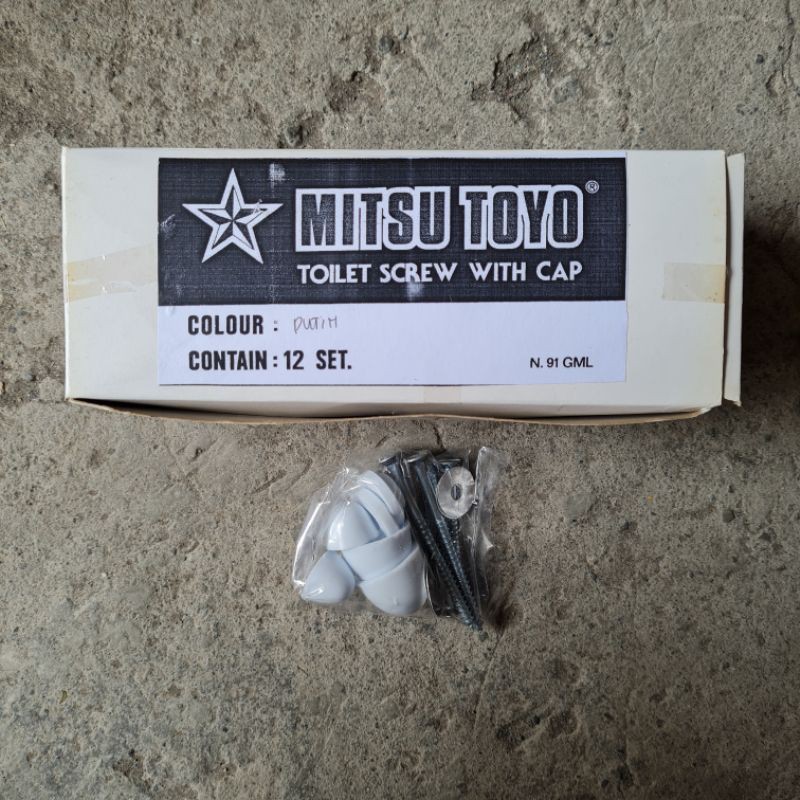 MITSU TOYO®
TOILET SCREW WITH CAP
COLOUR : PUTIH
CONTAIN : 12 SET.
N. 91 GML